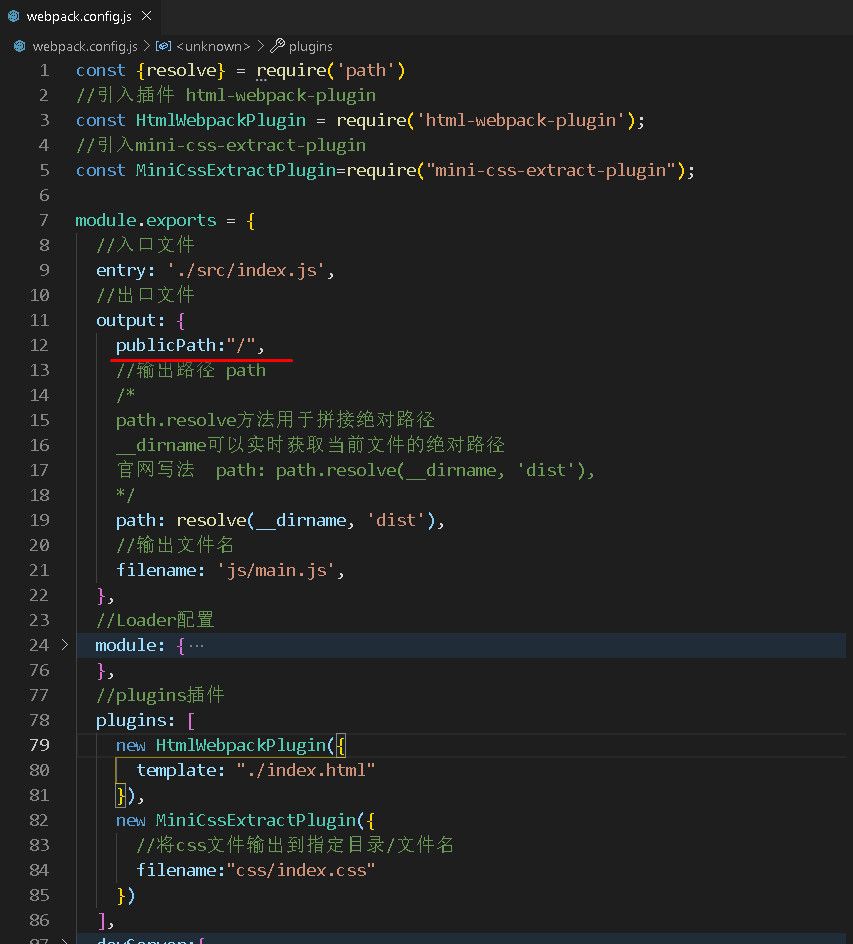 webpack.config.js
webpack.config.js > <unknown> > plugins
1 const {resolve} = require('path')
2 //引入插件 html-webpack-plugin
3 const HtmlWebpackPlugin = require('html-webpack-plugin');
4 //引入mini-css-extract-plugin
5 const MiniCssExtractPlugin=require("mini-css-extract-plugin");
6
7 module.exports = {
8 //入口文件
9 entry: './src/index.js',
10 //出口文件
11 output: {
12 publicPath:"/",
13 //输出路径 path
14 /*
15 path.resolve方法用于拼接绝对路径
16 __dirname可以实时获取当前文件的绝对路径
17 官网写法 path: path.resolve(__dirname, 'dist'),
18 */
19 path: resolve(__dirname, 'dist'),
20 //输出文件名
21 filename: 'js/main.js',
22 },
23 //Loader配置
24 module: {···
76 },
77 //plugins插件
78 plugins: [
79 new HtmlWebpackPlugin({
80 template: "./index.html"
81 }),
82 new MiniCssExtractPlugin({
83 //将css文件输出到指定目录/文件名
84 filename:"css/index.css"
85 })
86 ],
87 devServer:{